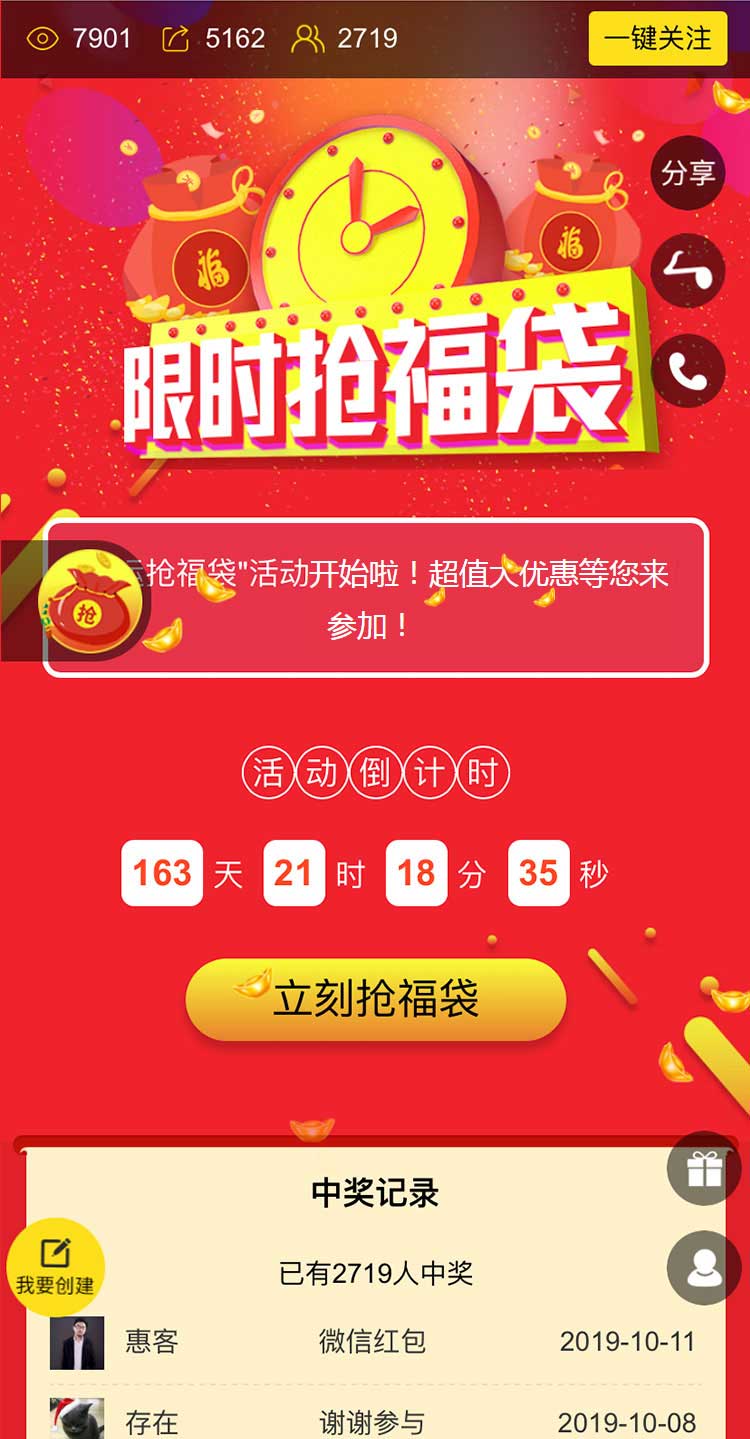 7901 5162 2719 一键关注
分享
福 福
限时抢福袋
抢福袋"活动开始啦！超值大优惠等您来
抢
参加！
活动倒计时
163 天 21 时 18 分 35 秒
立刻抢福袋
中奖记录
已有2719人中奖
我要创建
惠客 微信红包 2019-10-11
存在 谢谢参与 2019-10-08